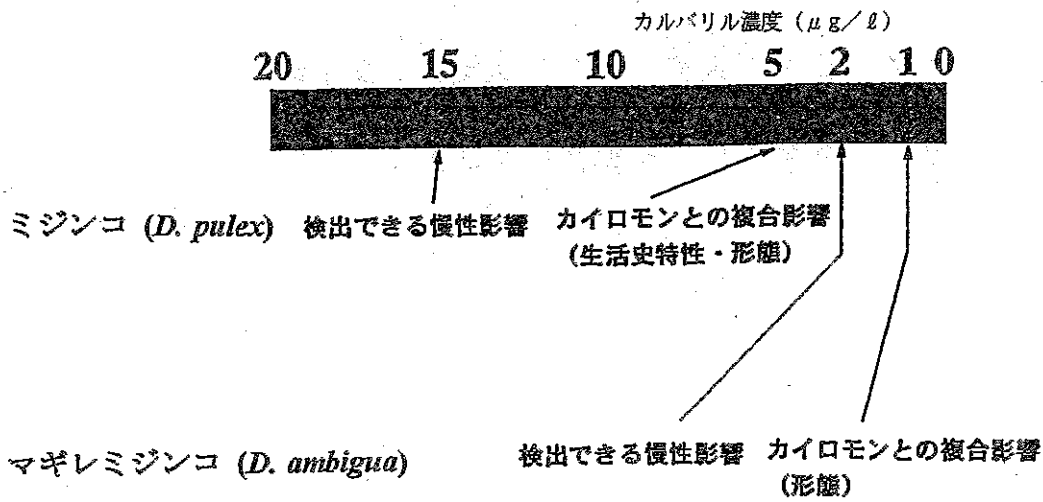 カルバリル濃度 (μg/ℓ)
20 15 10 5 2 1 0
ミジンコ (D. pulex) 検出できる慢性影響 カイロモンとの複合影響
(生活史特性・形態)
マギレミジンコ (D. ambigua) 検出できる慢性影響 カイロモンとの複合影響
(形態)